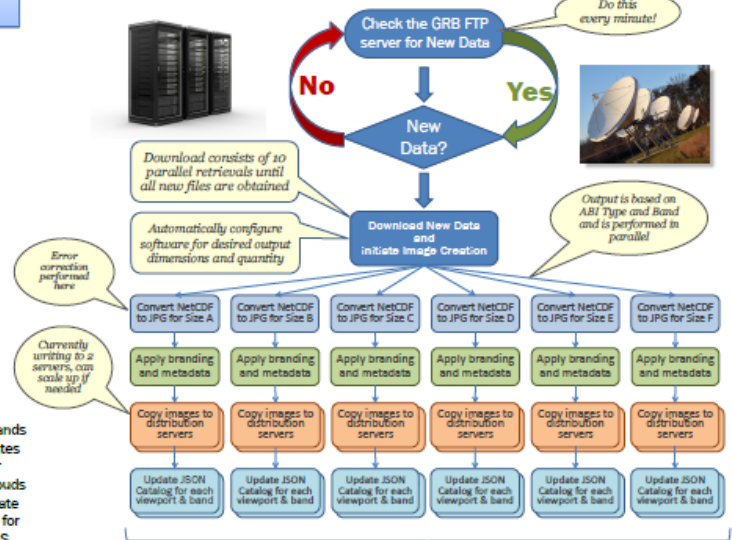 Do this
every minute!
Check the GRB FTP
server for New Data
No
Yes
New
Data?
Download consists of 10
parallel retrievals until
all new files are obtained
Automatically configure
software for desired output
dimensions and quantity
Download New Data
and
initiate Image Creation
Output is based on
ABI Type and Band
and is performed in
parallel
Error
correction
performed
here
Convert NetCDF
to JPG for Size A
Convert NetCDF
to JPG for Size B
Convert NetCDF
to JPG for Size C
Convert NetCDF
to JPG for Size D
Convert NetCDF
to JPG for Size E
Convert NetCDF
to JPG for Size F
Currently
writing to 2
servers, can
scale up if
needed
Apply branding
and metadata
Apply branding
and metadata
Apply branding
and metadata
Apply branding
and metadata
Apply branding
and metadata
Apply branding
and metadata
Copy images to
distribution
servers
Copy images to
distribution
servers
Copy images to
distribution
servers
Copy images to
distribution
servers
Copy images to
distribution
servers
Copy images to
distribution
servers
Update JSON
Catalog for each
viewport & band
Update JSON
Catalog for each
viewport & band
Update JSON
Catalog for each
viewport & band
Update JSON
Catalog for each
viewport & band
Update JSON
Catalog for each
viewport & band
Update JSON
Catalog for each
viewport & band
for